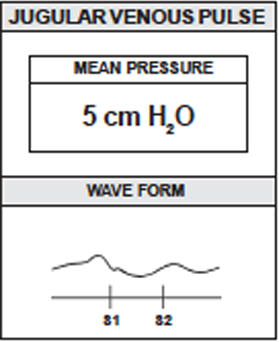 JUGULAR VENOUS PULSE
MEAN PRESSURE
5 cm H₂O
WAVE FORM
S1 S2